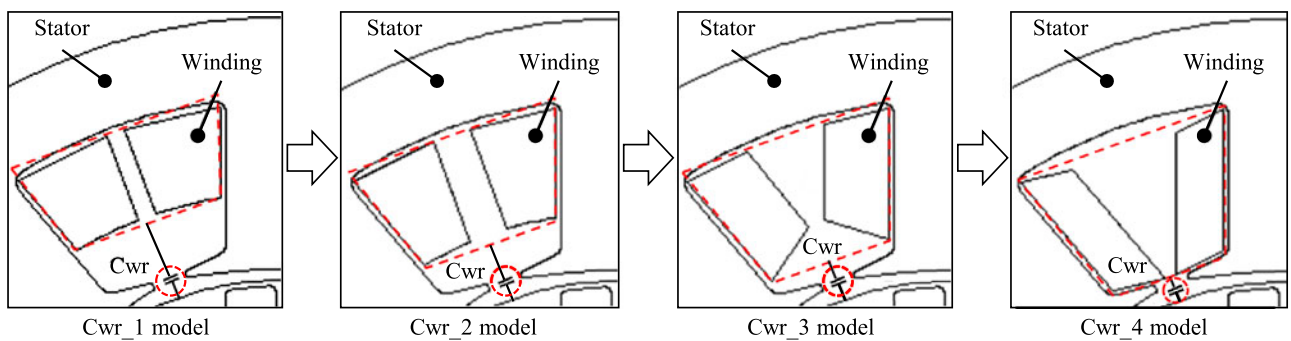 Stator
Winding
Cwr
Cwr_1 model
Stator
Winding
Cwr
Cwr_2 model
Stator
Winding
Cwr
Cwr_3 model
Stator
Winding
Cwr
Cwr_4 model